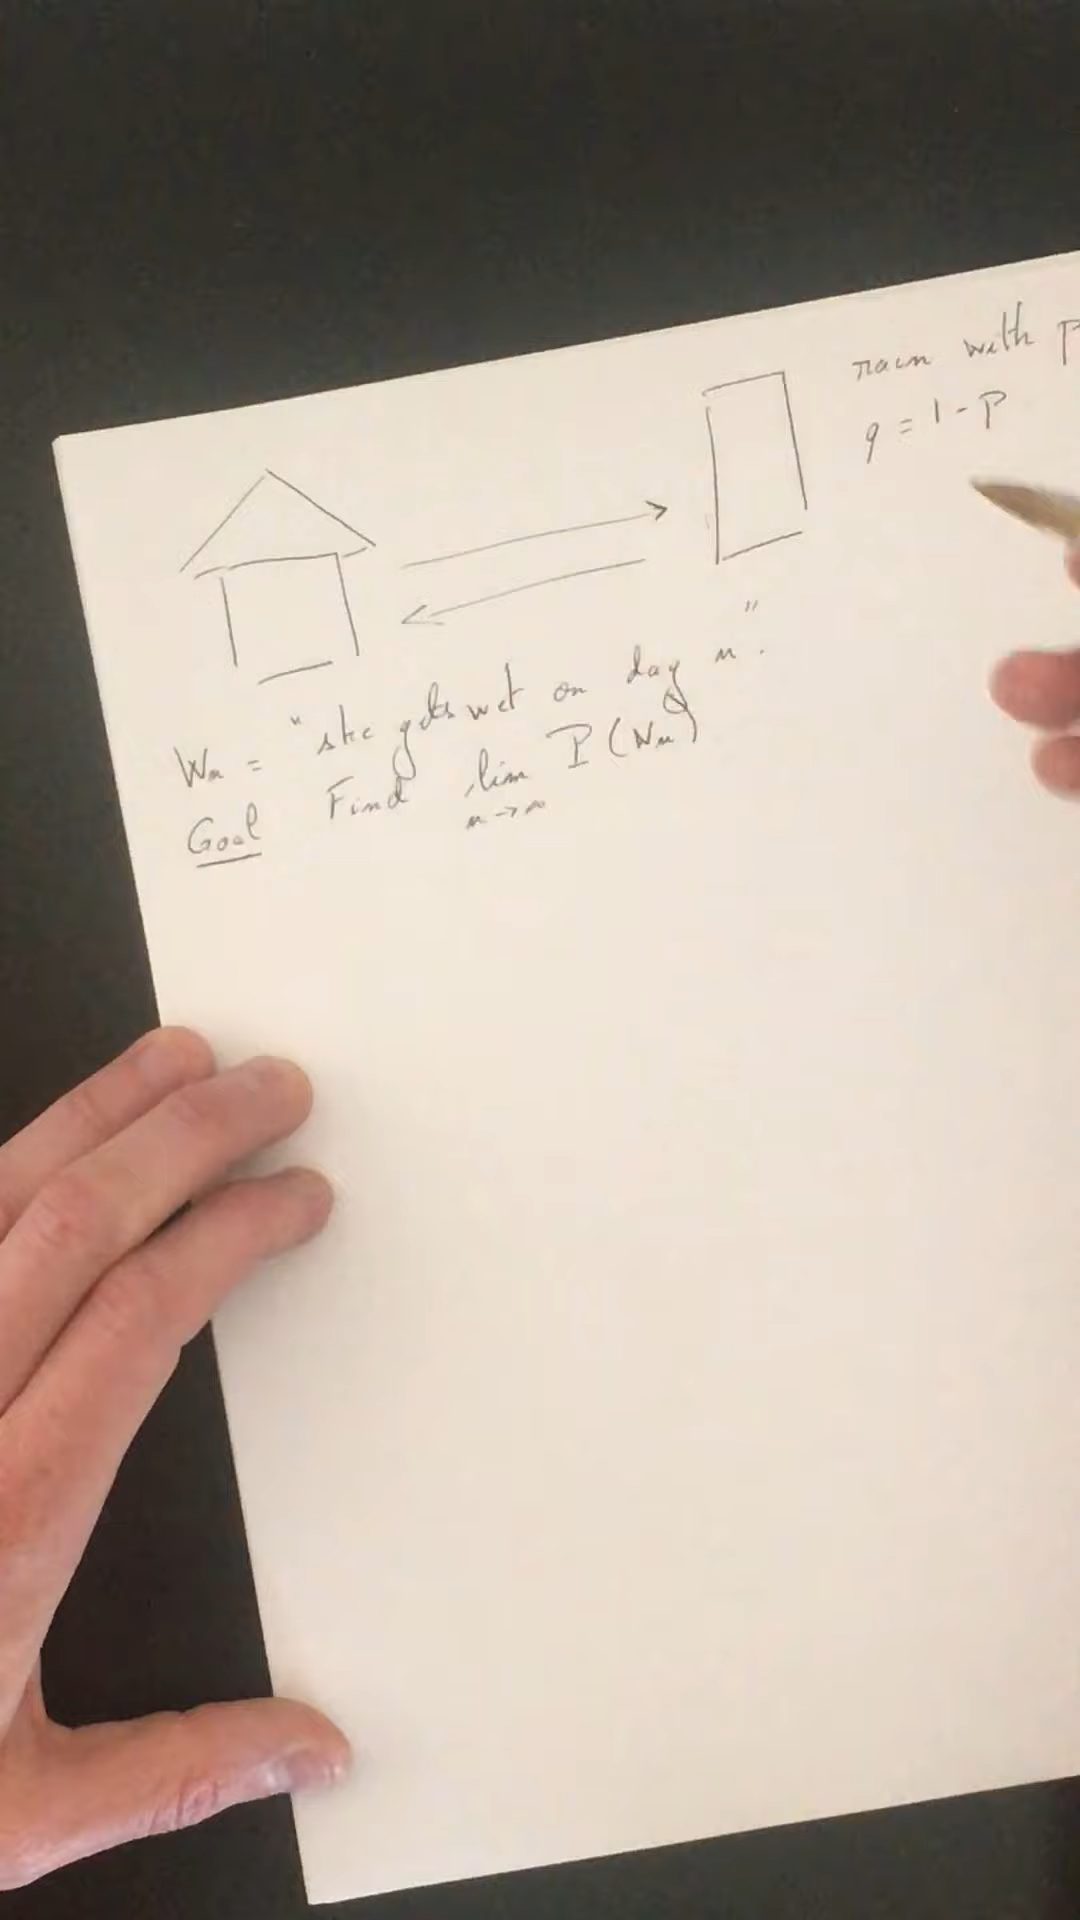 rain with P
q = 1 - P
Wn = "she gets wet on day n".
Goal Find lim P(Wn)
n→∞